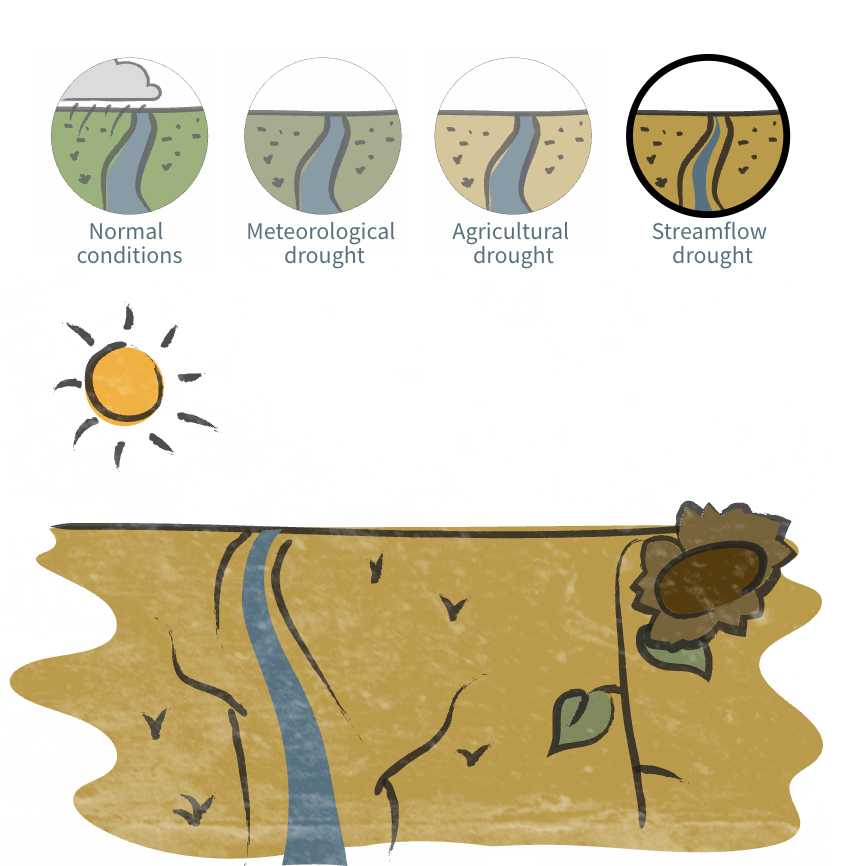 Normal
conditions
Meteorological
drought
Agricultural
drought
Streamflow
drought